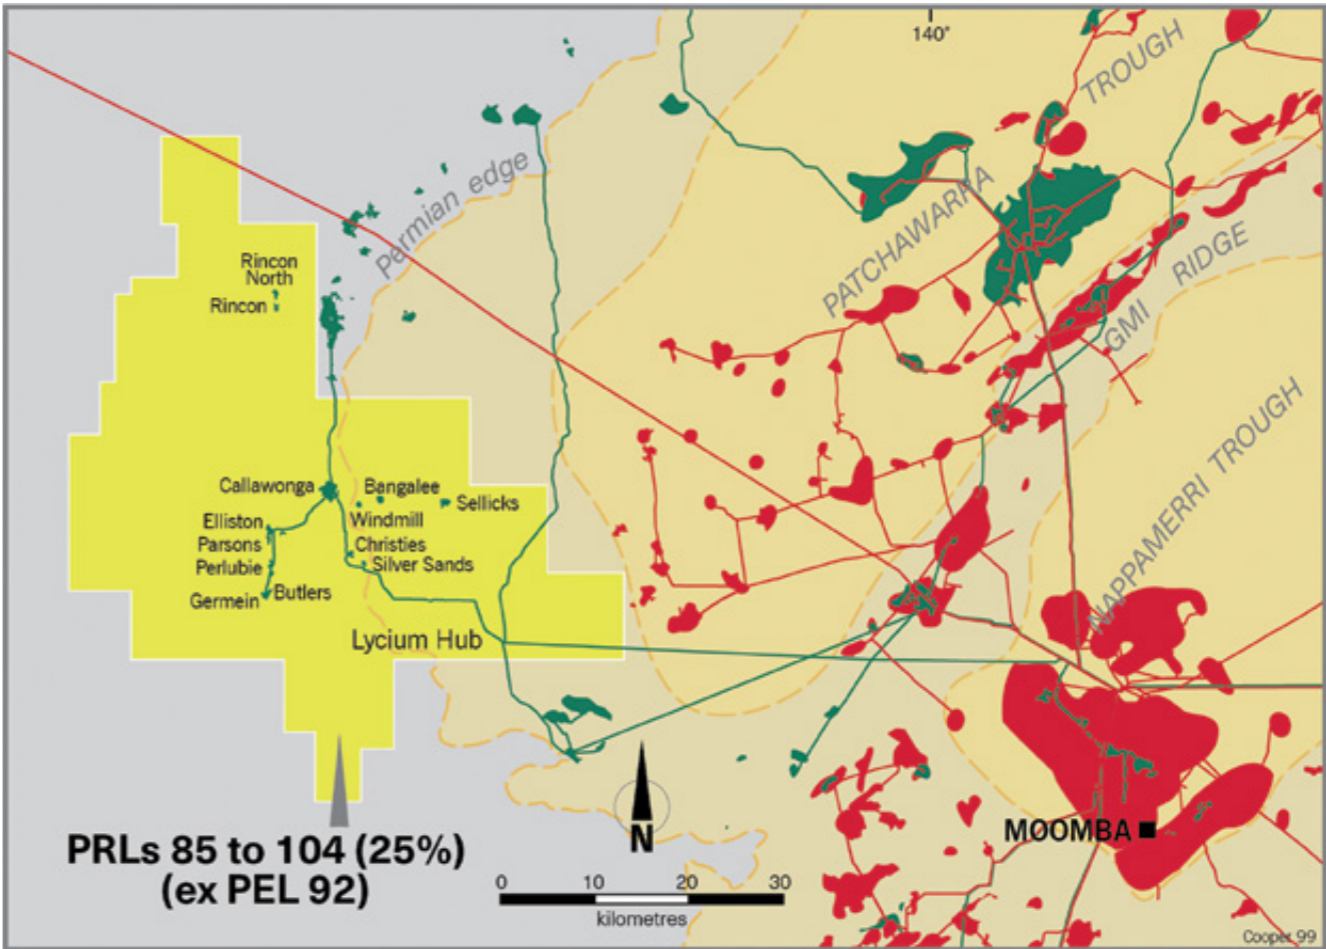 140°
TROUGH
Permian edge
PATCHAWARRA
RIDGE
GMI
Rincon
North
Rincon
NAPPAMERRI TROUGH
Callawonga
Bangalee
Sellicks
Elliston
Windmill
Parsons
Christies
Perlubie
Silver Sands
Germein
Butlers
Lycium Hub
PRLs 85 to 104 (25%)
(ex PEL 92)
N
MOOMBA
0 10 20 30
kilometres
Cooper 99